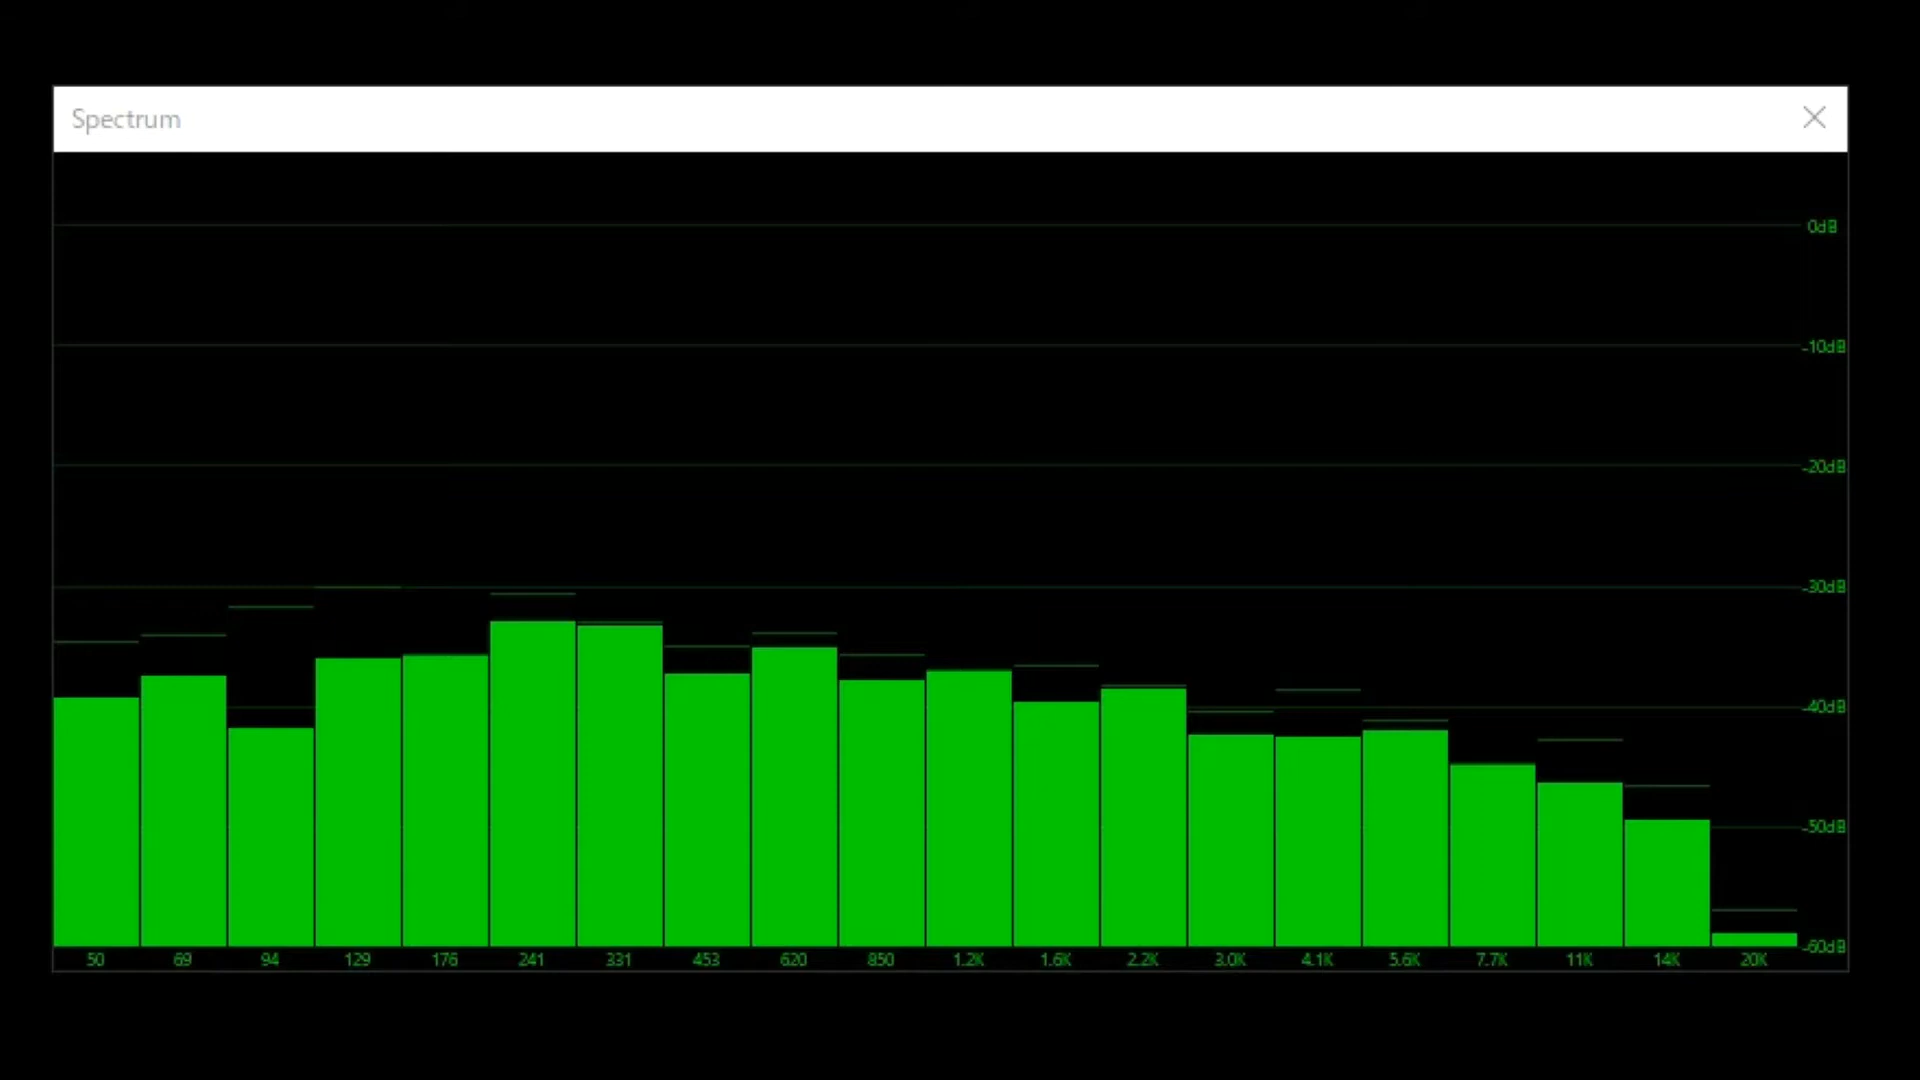 Spectrum
0dB
-10dB
-20dB
-30dB
-40dB
-50dB
-60dB
50 69 94 129 176 241 331 453 620 850 1.2K 1.6K 2.2K 3.0K 4.1K 5.6K 7.7K 11K 14K 20K